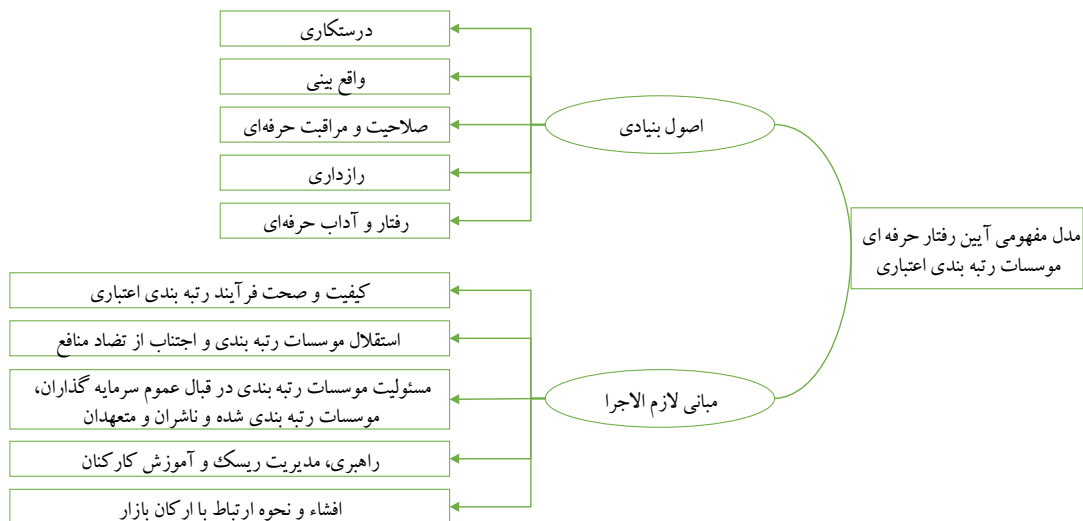 مدل مفهومی آیین رفتار حرفه ای
موسسات رتبه بندی اعتباری
اصول بنیادی
درستکاری
واقع بینی
صلاحیت و مراقبت حرفه‌ای
رازداری
رفتار و آداب حرفه‌ای
مبانی لازم الاجرا
کیفیت و صحت فرآیند رتبه بندی اعتباری
استقلال موسسات رتبه بندی و اجتناب از تضاد منافع
مسئولیت موسسات رتبه بندی در قبال عموم سرمایه گذاران،
موسسات رتبه بندی شده و ناشران و متعهدان
راهبری، مدیریت ریسک و آموزش کارکنان
افشاء و نحوه ارتباط با ارکان بازار